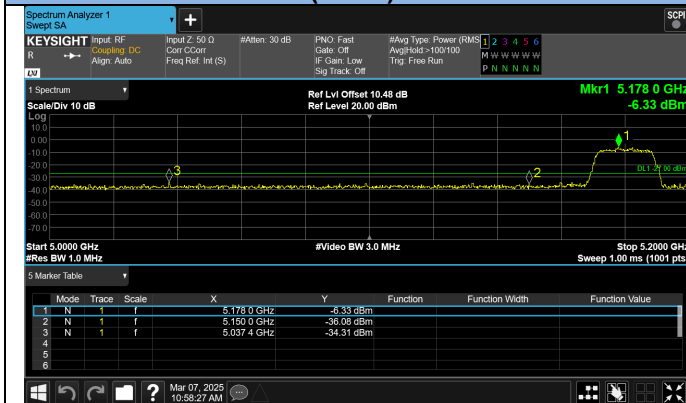 Spectrum Analyzer 1
Swept SA
+
SCPI
KEYSIGHT
R
LXI
Input: RF
Coupling: DC
Align: Auto
Input Z: 50 Ω
Corr CCorr
Freq Ref: Int (S)
#Atten: 30 dB
PNO: Fast
Gate: Off
IF Gain: Low
Sig Track: Off
#Avg Type: Power (RMS
Avg|Hold:>100/100
Trig: Free Run
1 2 3 4 5 6
M W W W W W
P N N N N N
1 Spectrum
Scale/Div 10 dB
Log
Ref Lvl Offset 10.48 dB
Ref Level 20.00 dBm
Mkr1 5.178 0 GHz
-6.33 dBm
10.0
0.00
-10.0
-20.0
-30.0
-40.0
-50.0
-60.0
-70.0
1
2
3
DL1 -27.00 dBm
Start 5.0000 GHz
#Res BW 1.0 MHz
#Video BW 3.0 MHz
Stop 5.2000 GHz
Sweep 1.00 ms (1001 pts
5 Marker Table
Mode Trace Scale X Y Function Function Width Function Value
1 N 1 f 5.178 0 GHz -6.33 dBm
2 N 1 f 5.150 0 GHz -36.08 dBm
3 N 1 f 5.037 4 GHz -34.31 dBm
4
5
6
?
Mar 07, 2025
10:58:27 AM